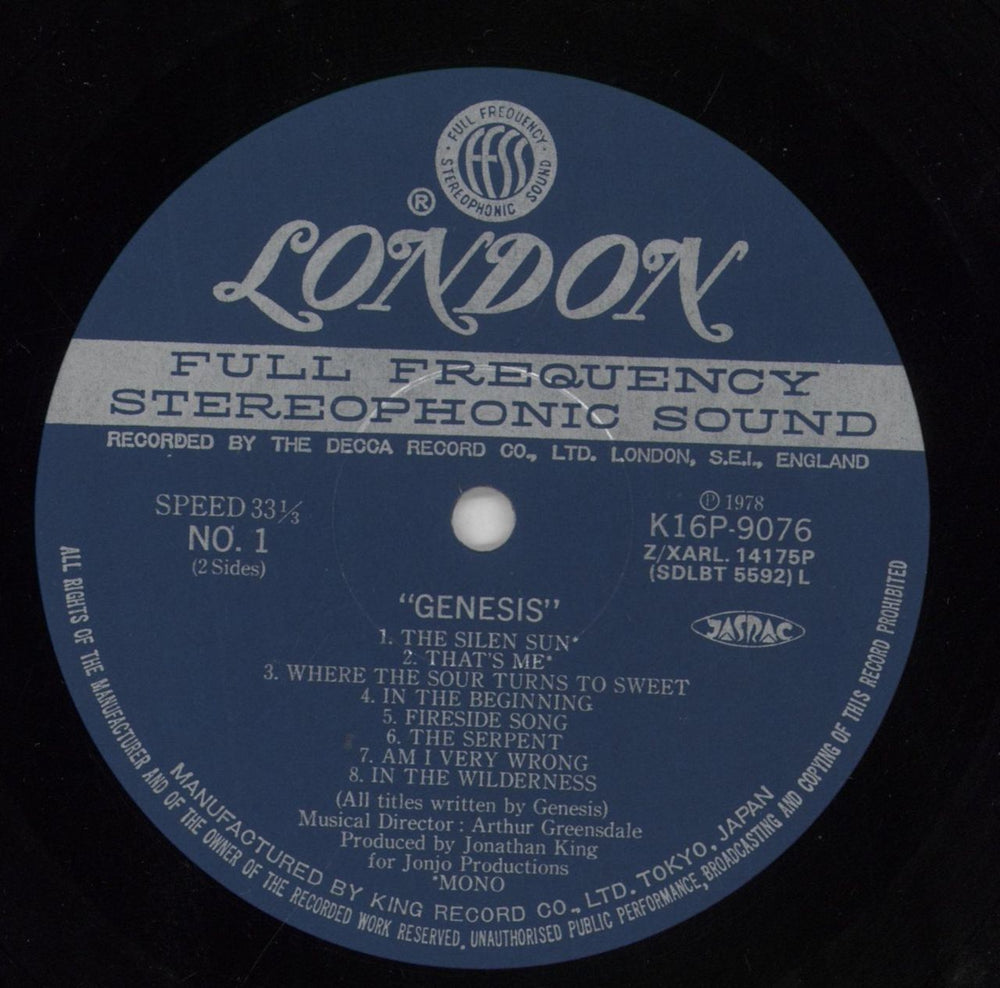 FULL FREQUENCY
STEREOPHONIC SOUND
FFSS
®
LONDON
FULL FREQUENCY
STEREOPHONIC SOUND
RECORDED BY THE DECCA RECORD CO., LTD. LONDON, S.E.I., ENGLAND
SPEED 33⅓
NO. 1
(2 Sides)
Ⓟ 1978
K16P-9076
Z/XARL. 14175P
(SDLBT 5592) L
JASRAC
"GENESIS"
1. THE SILEN SUN*
2. THAT'S ME*
3. WHERE THE SOUR TURNS TO SWEET
4. IN THE BEGINNING
5. FIRESIDE SONG
6. THE SERPENT
7. AM I VERY WRONG
8. IN THE WILDERNESS
(All titles written by Genesis)
Musical Director : Arthur Greensdale
Produced by Jonathan King
for Jonjo Productions
*MONO
MANUFACTURED BY KING RECORD CO., LTD. TOKYO, JAPAN
ALL RIGHTS OF THE MANUFACTURER AND OF THE OWNER OF THE RECORDED WORK RESERVED, UNAUTHORISED PUBLIC PERFORMANCE, BROADCASTING AND COPYING OF THIS RECORD PROHIBITED